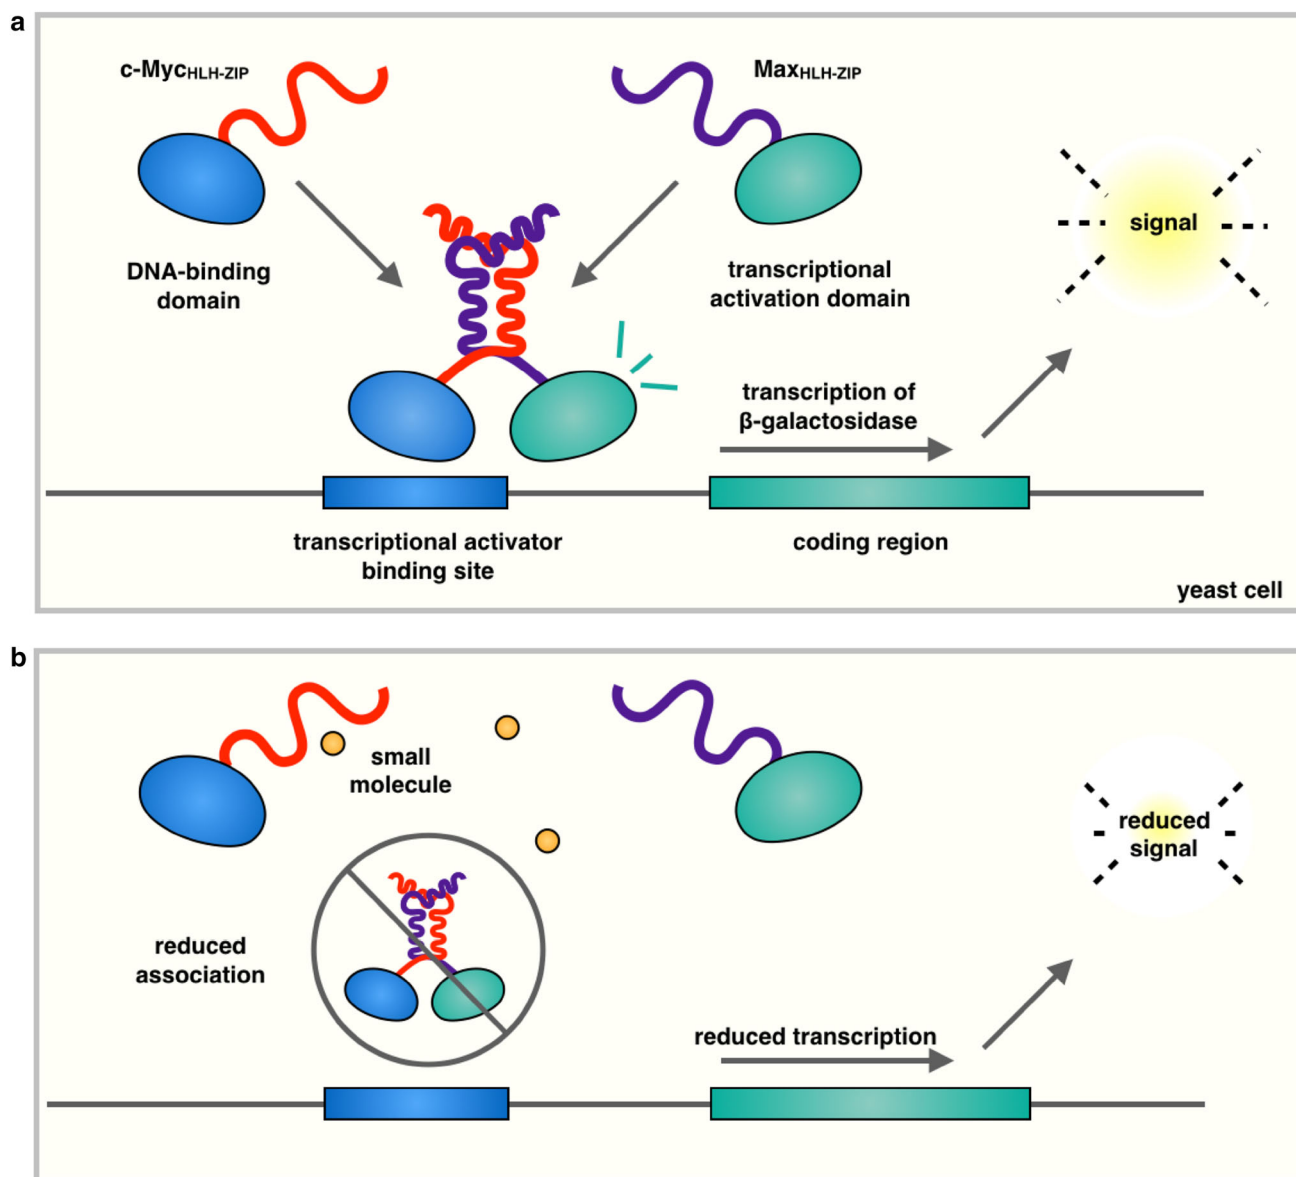 a
c-MycHLH-ZIP
MaxHLH-ZIP
signal
DNA-binding
domain
transcriptional
activation domain
transcription of
β-galactosidase
transcriptional activator
binding site
coding region
yeast cell
b
small
molecule
reduced
signal
reduced
association
reduced transcription